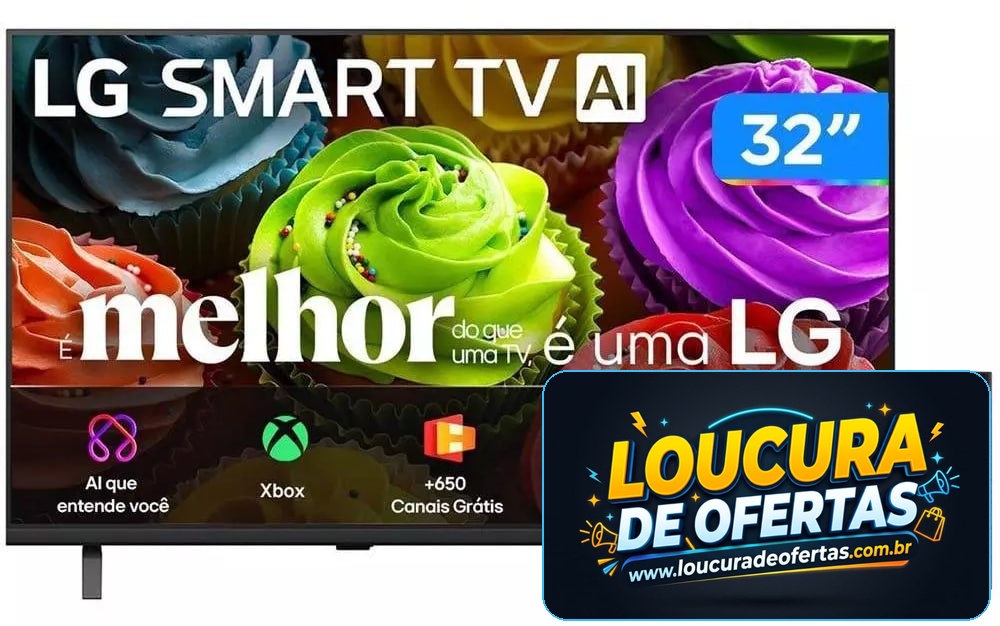 LG SMART TV AI
32”
É melhor do que
uma TV, é uma LG
AI que
entende você
Xbox
+650
Canais Grátis
LOUCURA
DE OFERTAS
www.loucuradeofertas.com.br